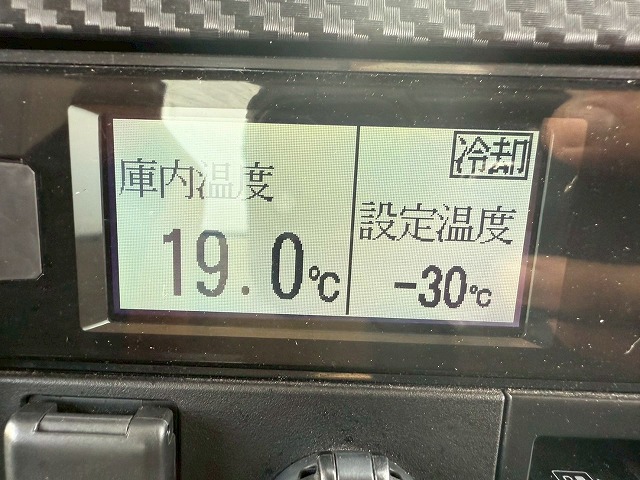 庫内温度
19.0℃
冷却
設定温度
-30℃